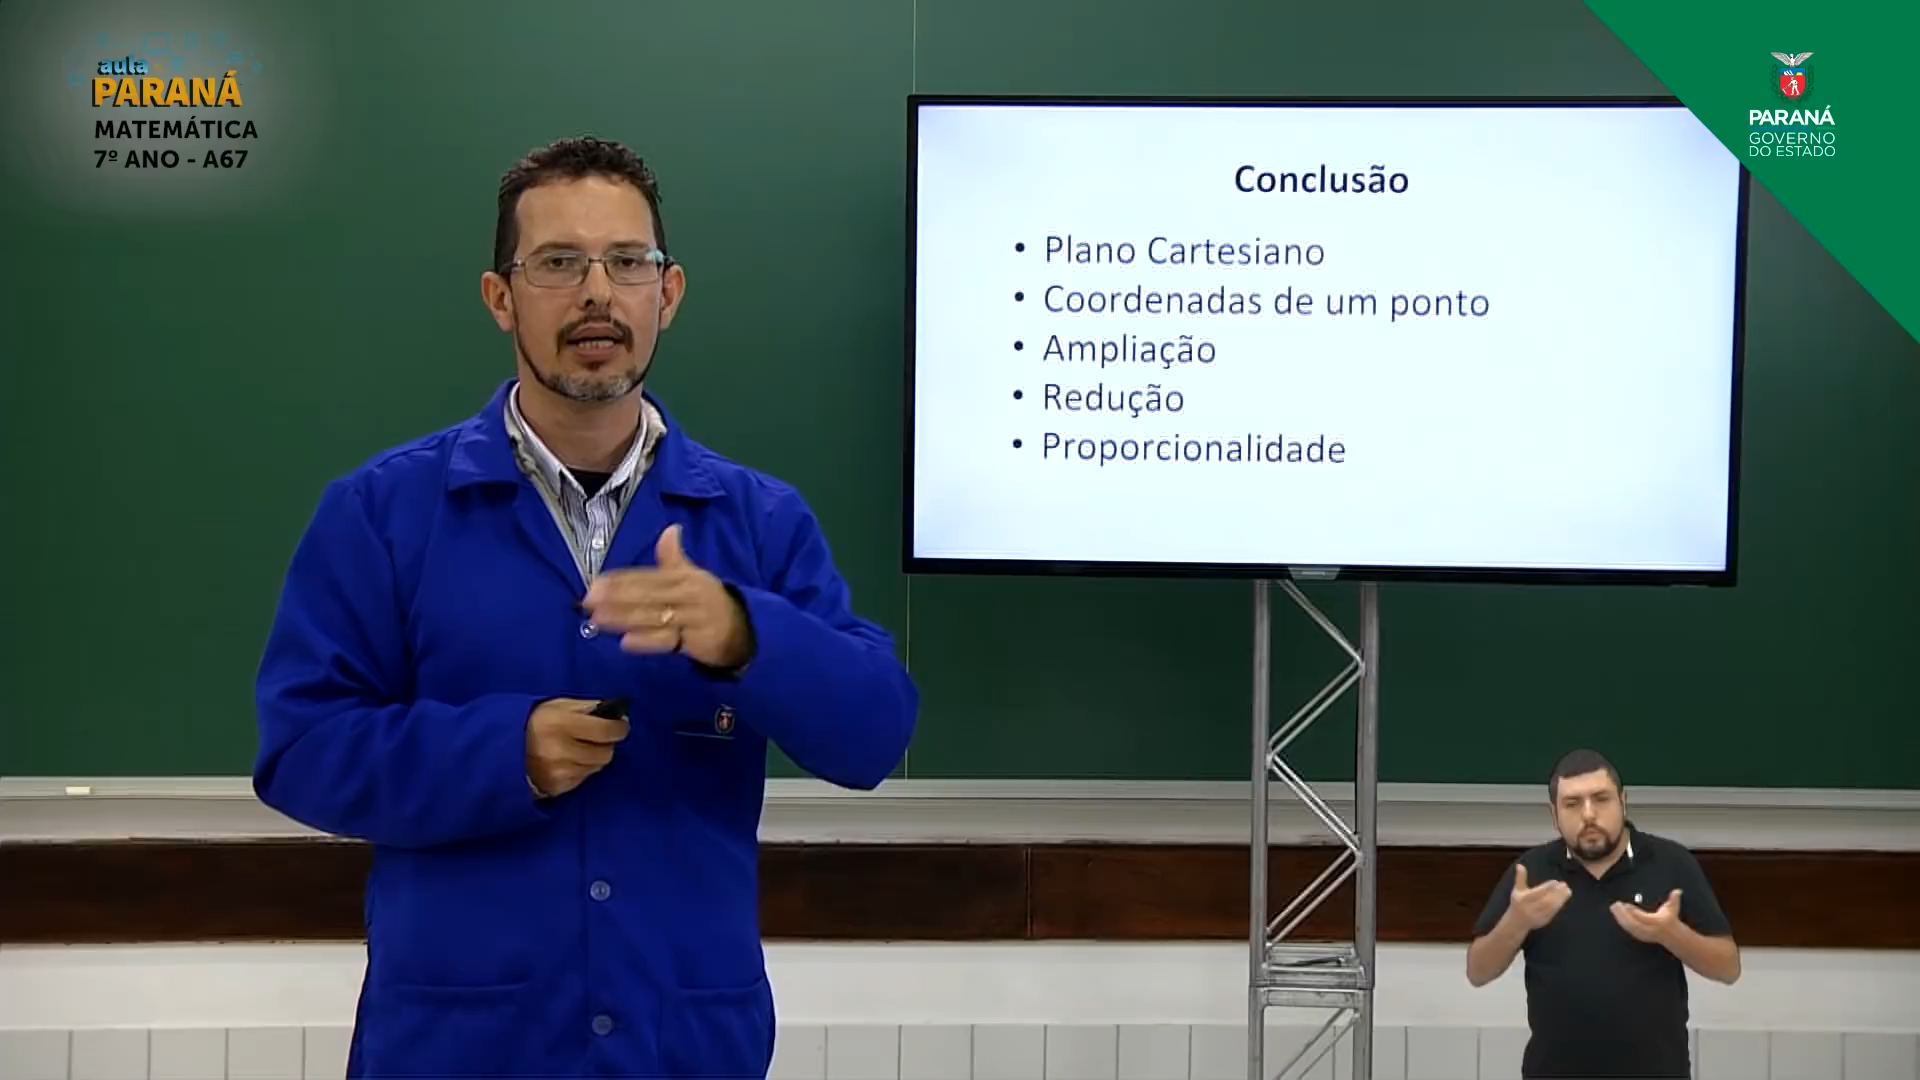 aula
PARANÁ
MATEMÁTICA
7º ANO - A67
PARANÁ
GOVERNO
DO ESTADO
Conclusão
• Plano Cartesiano
• Coordenadas de um ponto
• Ampliação
• Redução
• Proporcionalidade